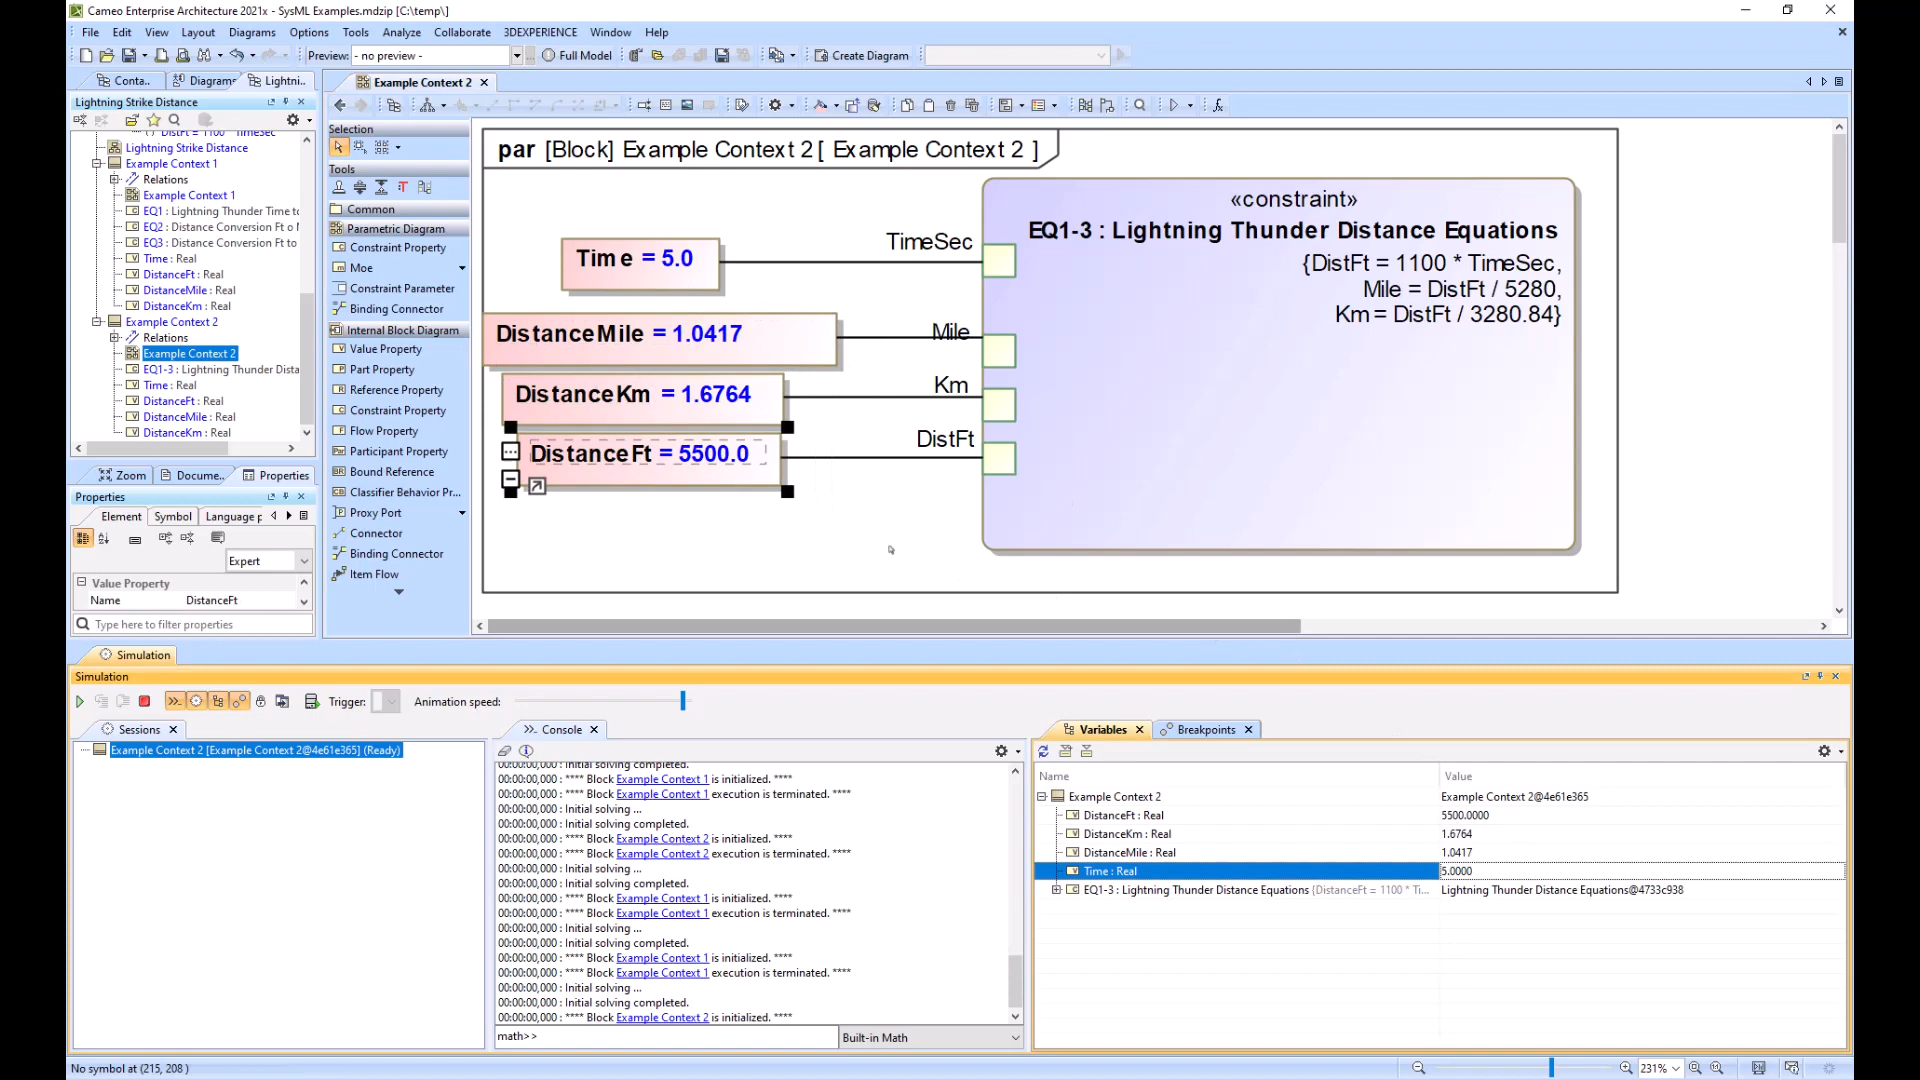 Cameo Enterprise Architecture 2021x - SysML Examples.mdzip [C:\temp\]
File Edit View Layout Diagrams Options Tools Analyze Collaborate 3DEXPERIENCE Window Help
Preview: - no preview - Full Model Create Diagram
Conta.. Diagrams Lightni.. Example Context 2
Lightning Strike Distance
DistFt = 1100 * TimeSec
Lightning Strike Distance
Example Context 1
Relations
Example Context 1
EQ1 : Lightning Thunder Time to
EQ2 : Distance Conversion Ft o M
EQ3 : Distance Conversion Ft to
Time : Real
DistanceFt : Real
DistanceMile : Real
DistanceKm : Real
Example Context 2
Relations
Example Context 2
EQ1-3 : Lightning Thunder Dista
Time : Real
DistanceFt : Real
DistanceMile : Real
DistanceKm : Real
Zoom Docume.. Properties
Properties
Element Symbol Language p
Expert
Value Property
Name DistanceFt
Type here to filter properties
Selection
Tools
Common
Parametric Diagram
Constraint Property
Moe
Constraint Parameter
Binding Connector
Internal Block Diagram
Value Property
Part Property
Reference Property
Constraint Property
Flow Property
Participant Property
Bound Reference
Classifier Behavior Pr...
Proxy Port
Connector
Binding Connector
Item Flow
par [Block] Example Context 2 [ Example Context 2 ]
«constraint»
EQ1-3 : Lightning Thunder Distance Equations
{DistFt = 1100 * TimeSec,
Mile = DistFt / 5280,
Km = DistFt / 3280.84}
Time = 5.0
TimeSec
DistanceMile = 1.0417
Mile
DistanceKm = 1.6764
Km
DistanceFt = 5500.0
DistFt
Simulation
Simulation
Trigger: Animation speed:
Sessions
Example Context 2 [Example Context 2@4e61e365] (Ready)
Console
00:00:00,000 : Initial solving completed.
00:00:00,000 : **** Block Example Context 1 is initialized. ****
00:00:00,000 : **** Block Example Context 1 execution is terminated. ****
00:00:00,000 : Initial solving ...
00:00:00,000 : Initial solving completed.
00:00:00,000 : **** Block Example Context 2 is initialized. ****
00:00:00,000 : **** Block Example Context 2 execution is terminated. ****
00:00:00,000 : Initial solving ...
00:00:00,000 : Initial solving completed.
00:00:00,000 : **** Block Example Context 1 is initialized. ****
00:00:00,000 : **** Block Example Context 1 execution is terminated. ****
00:00:00,000 : Initial solving ...
00:00:00,000 : Initial solving completed.
00:00:00,000 : **** Block Example Context 1 is initialized. ****
00:00:00,000 : **** Block Example Context 1 execution is terminated. ****
00:00:00,000 : Initial solving ...
00:00:00,000 : Initial solving completed.
00:00:00,000 : **** Block Example Context 2 is initialized. ****
math>> Built-in Math
Variables Breakpoints
Name Value
Example Context 2 Example Context 2@4e61e365
DistanceFt : Real 5500.0000
DistanceKm : Real 1.6764
DistanceMile : Real 1.0417
Time : Real 5.0000
EQ1-3 : Lightning Thunder Distance Equations {DistanceFt = 1100 * Ti... Lightning Thunder Distance Equations@4733c938
No symbol at (215, 208 ) 231%